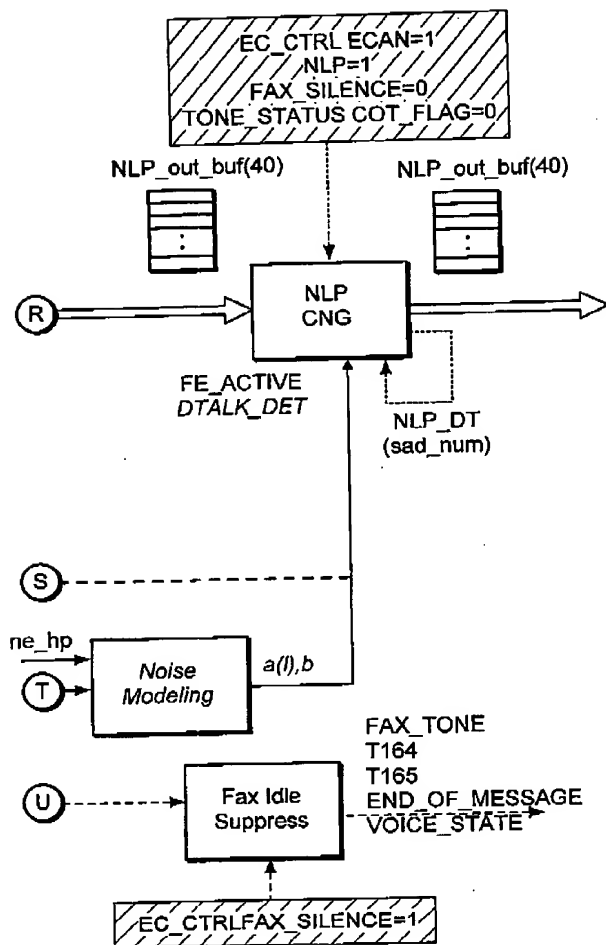 EC_CTRL ECAN=1
NLP=1
FAX_SILENCE=0
TONE_STATUS COT_FLAG=0
NLP_out_buf(40)
NLP_out_buf(40)
R
NLP
CNG
FE_ACTIVE
DTALK_DET
NLP_DT
(sad_num)
S
ne_hp
T
Noise
Modeling
a(l),b
FAX_TONE
T164
T165
END_OF_MESSAGE
VOICE_STATE
U
Fax Idle
Suppress
EC_CTRLFAX_SILENCE=1